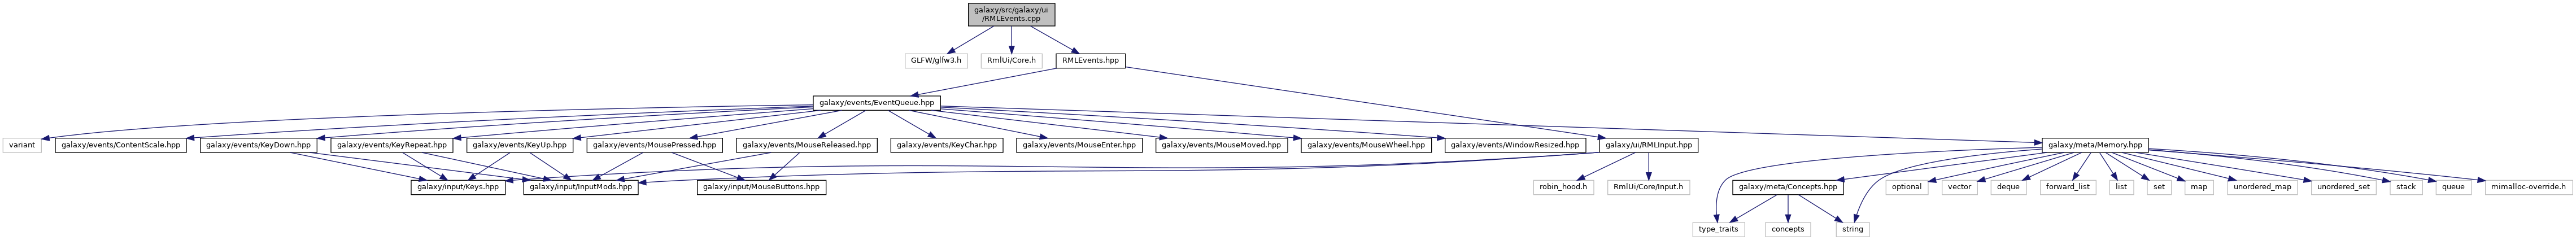 galaxy/src/galaxy/ui
/RMLEvents.cpp
GLFW/glfw3.h
RmlUi/Core.h
RMLEvents.hpp
galaxy/events/EventQueue.hpp
variant
galaxy/events/ContentScale.hpp
galaxy/events/KeyDown.hpp
galaxy/events/KeyRepeat.hpp
galaxy/events/KeyUp.hpp
galaxy/events/MousePressed.hpp
galaxy/events/MouseReleased.hpp
galaxy/events/KeyChar.hpp
galaxy/events/MouseEnter.hpp
galaxy/events/MouseMoved.hpp
galaxy/events/MouseWheel.hpp
galaxy/events/WindowResized.hpp
galaxy/ui/RMLInput.hpp
galaxy/meta/Memory.hpp
galaxy/input/Keys.hpp
galaxy/input/InputMods.hpp
galaxy/input/MouseButtons.hpp
robin_hood.h
RmlUi/Core/Input.h
galaxy/meta/Concepts.hpp
optional
vector
deque
forward_list
list
set
map
unordered_map
unordered_set
stack
queue
mimalloc-override.h
type_traits
concepts
string